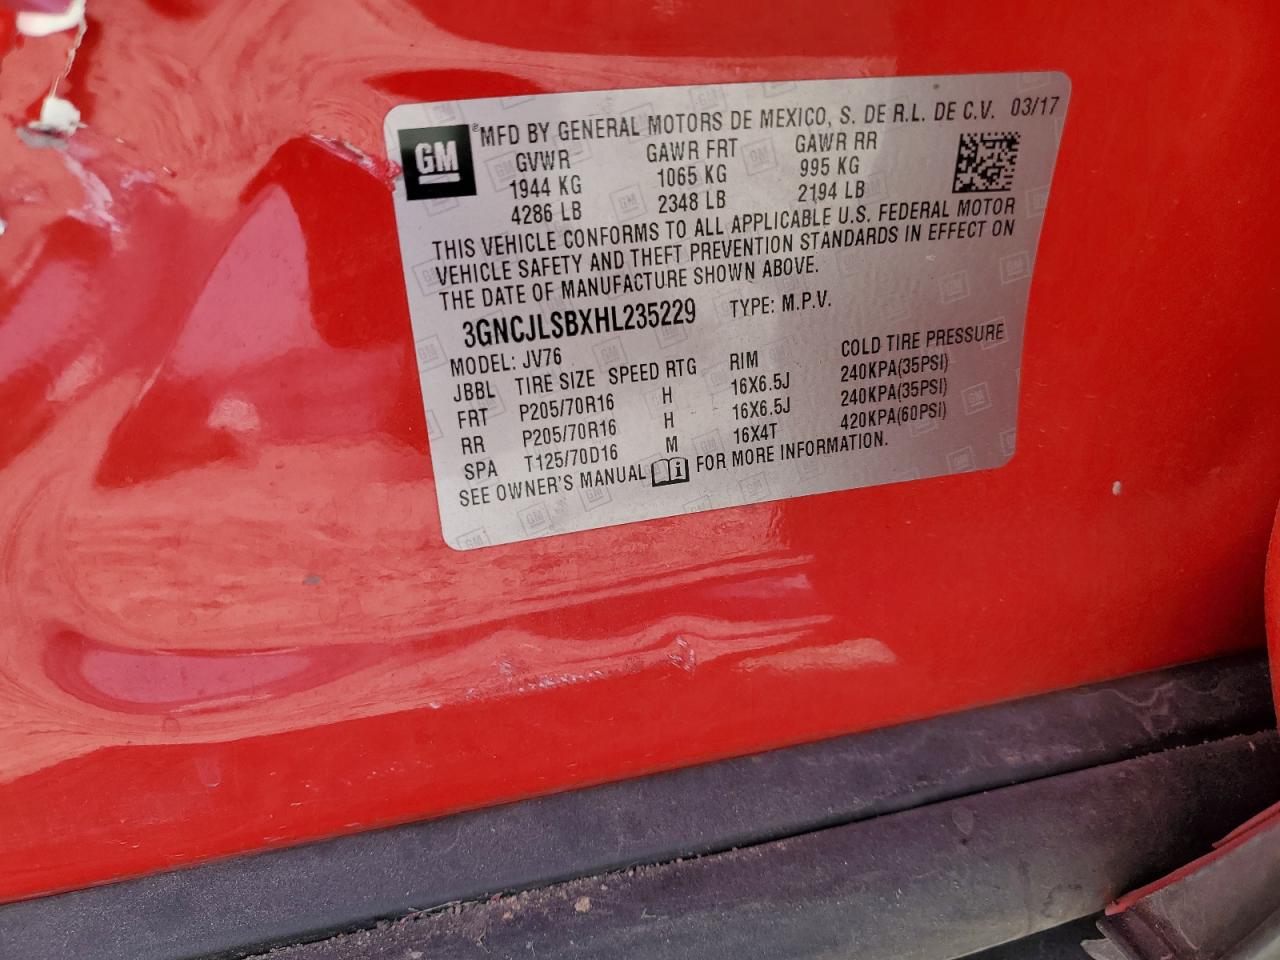 GM ® MFD BY GENERAL MOTORS DE MEXICO, S. DE R.L. DE C.V. 03/17
GVWR GAWR FRT GAWR RR
1944 KG 1065 KG 995 KG
4286 LB 2348 LB 2194 LB
THIS VEHICLE CONFORMS TO ALL APPLICABLE U.S. FEDERAL MOTOR
VEHICLE SAFETY AND THEFT PREVENTION STANDARDS IN EFFECT ON
THE DATE OF MANUFACTURE SHOWN ABOVE.
3GNCJLSBXHL235229 TYPE: M.P.V.
MODEL: JV76
JBBL TIRE SIZE SPEED RTG RIM COLD TIRE PRESSURE
FRT P205/70R16 H 16X6.5J 240KPA(35PSI)
RR P205/70R16 H 16X6.5J 240KPA(35PSI)
SPA T125/70D16 M 16X4T 420KPA(60PSI)
SEE OWNER'S MANUAL i FOR MORE INFORMATION.